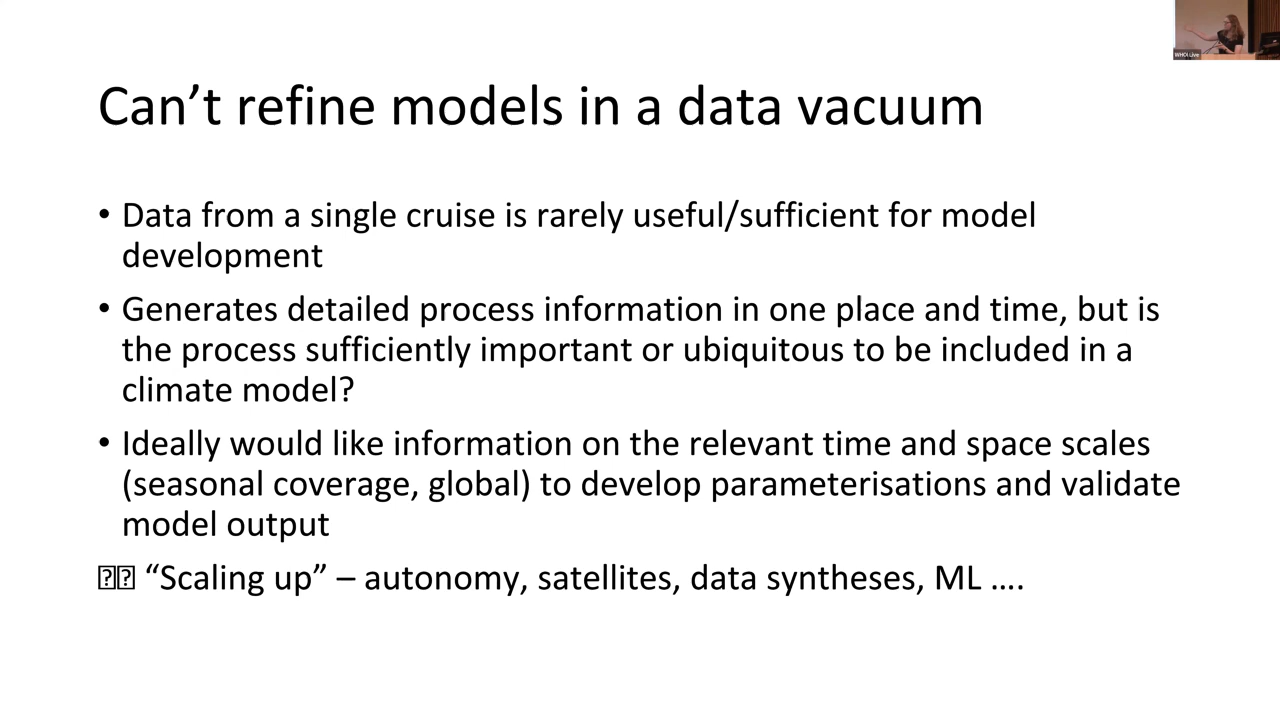 WHOI Live
Can’t refine models in a data vacuum
• Data from a single cruise is rarely useful/sufficient for model
development
• Generates detailed process information in one place and time, but is
the process sufficiently important or ubiquitous to be included in a
climate model?
• Ideally would like information on the relevant time and space scales
(seasonal coverage, global) to develop parameterisations and validate
model output
“Scaling up” – autonomy, satellites, data syntheses, ML ….